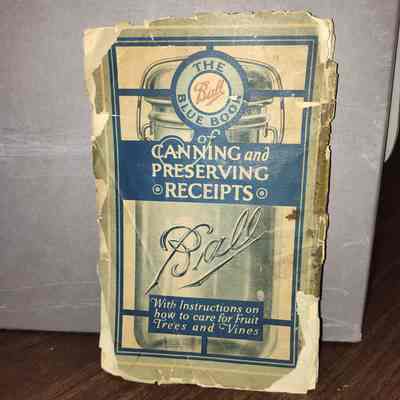 THE
Ball
BLUE BOOK
of
CANNING and
PRESERVING
RECEIPTS
Ball
With Instructions on
how to care for Fruit
Trees and Vines